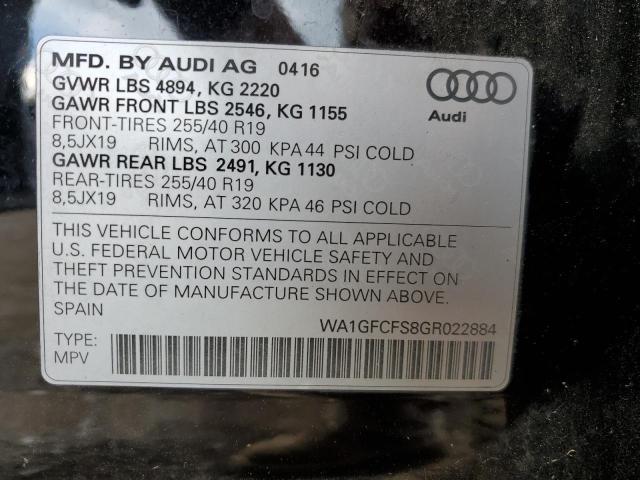 MFD. BY AUDI AG 0416
GVWR LBS 4894, KG 2220
GAWR FRONT LBS 2546, KG 1155
FRONT-TIRES 255/40 R19
8,5JX19 RIMS, AT 300 KPA 44 PSI COLD
GAWR REAR LBS 2491, KG 1130
REAR-TIRES 255/40 R19
8,5JX19 RIMS, AT 320 KPA 46 PSI COLD
Audi
THIS VEHICLE CONFORMS TO ALL APPLICABLE
U.S. FEDERAL MOTOR VEHICLE SAFETY AND
THEFT PREVENTION STANDARDS IN EFFECT ON
THE DATE OF MANUFACTURE SHOWN ABOVE.
SPAIN
WA1GFCFS8GR022884
TYPE:
MPV